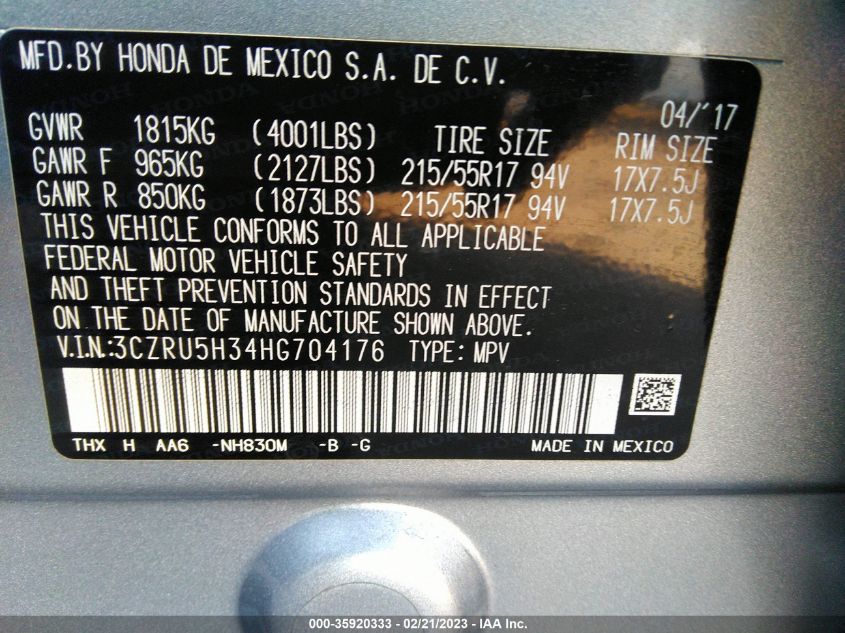 MFD.BY HONDA DE MEXICO S.A. DE C.V.
04/'17
GVWR 1815KG (4001LBS) TIRE SIZE RIM SIZE
GAWR F 965KG (2127LBS) 215/55R17 94V 17X7.5J
GAWR R 850KG (1873LBS) 215/55R17 94V 17X7.5J
THIS VEHICLE CONFORMS TO ALL APPLICABLE
FEDERAL MOTOR VEHICLE SAFETY
AND THEFT PREVENTION STANDARDS IN EFFECT
ON THE DATE OF MANUFACTURE SHOWN ABOVE.
V.I.N.:3CZRU5H34HG704176 TYPE: MPV
THX H AA6 -NH830M -B -G MADE IN MEXICO
000-35920333 - 02/21/2023 - IAA Inc.